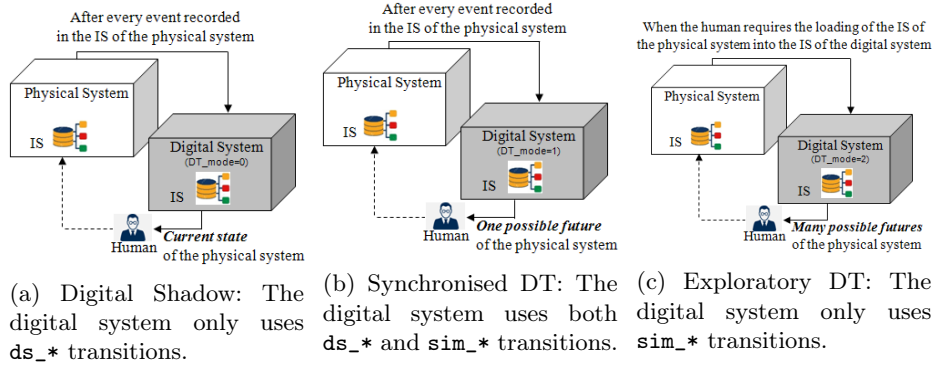 After every event recorded
in the IS of the physical system
Physical System
IS
Digital System
(DT_mode=0)
IS
Human
Current state
of the physical system
(a) Digital Shadow: The
digital system only uses
ds_* transitions.
After every event recorded
in the IS of the physical system
Physical System
IS
Digital System
(DT_mode=1)
IS
Human
One possible future
of the physical system
(b) Synchronised DT: The
digital system uses both
ds_* and sim_* transitions.
When the human requires the loading of the IS of
the physical system into the IS of the digital system
Physical System
IS
Digital System
(DT_mode=2)
IS
Human
Many possible futures
of the physical system
(c) Exploratory DT: The
digital system only uses
sim_* transitions.